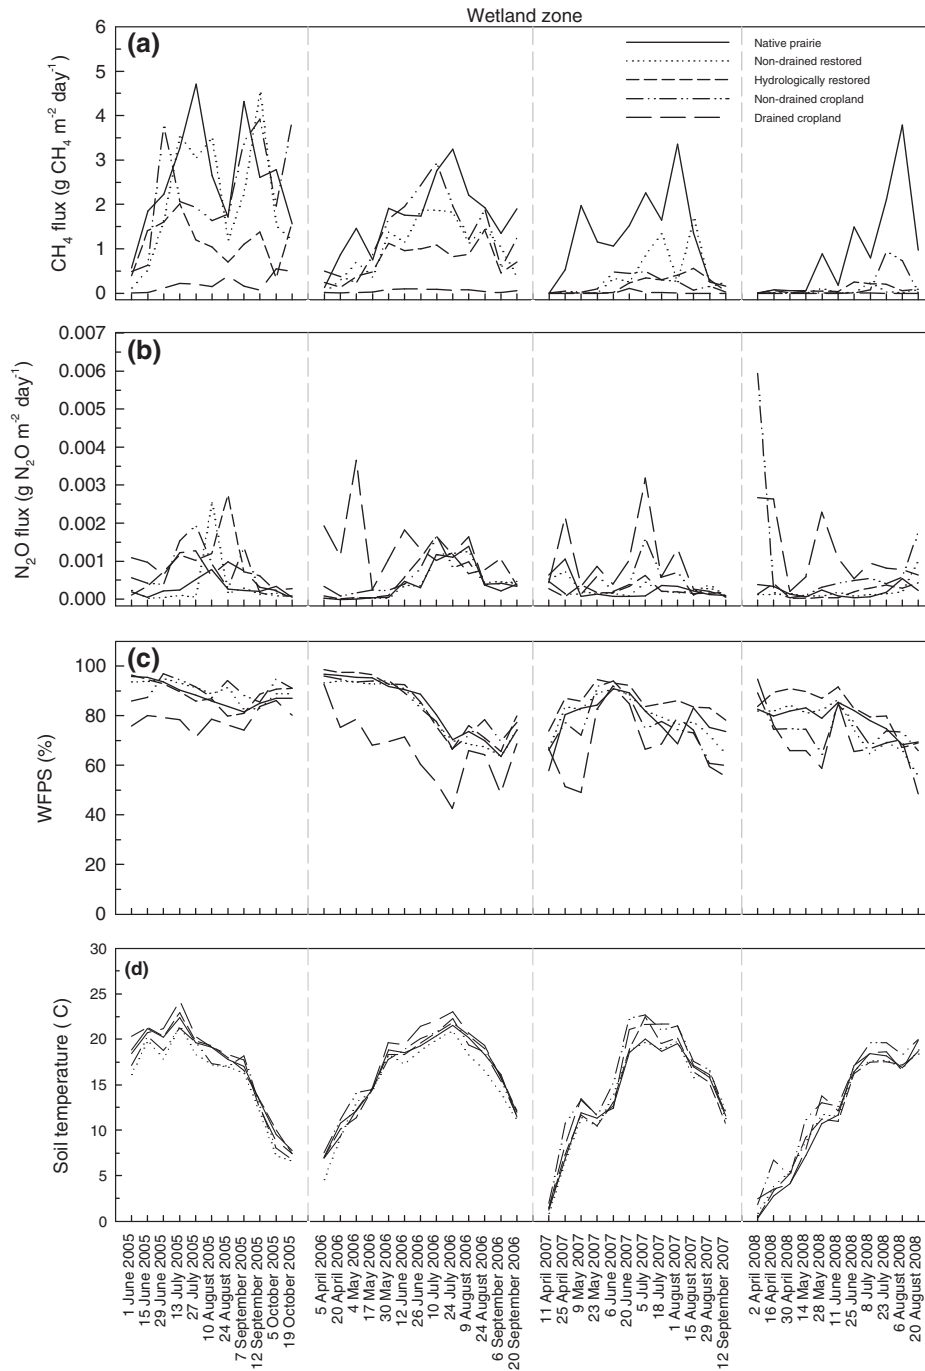 Wetland zone
(a)
CH4 flux (g CH4 m-2 day-1)
6
5
4
3
2
1
0
Native prairie
Non-drained restored
Hydrologically restored
Non-drained cropland
Drained cropland
(b)
N2O flux (g N2O m-2 day-1)
0.007
0.006
0.005
0.004
0.003
0.002
0.001
0.000
(c)
WFPS (%)
100
80
60
40
20
0
(d)
Soil temperature ( C)
30
25
20
15
10
5
0
1 June 2005
15 June 2005
29 June 2005
13 July 2005
27 July 2005
10 August 2005
24 August 2005
7 September 2005
12 September 2005
5 October 2005
19 October 2005
5 April 2006
20 April 2006
4 May 2006
17 May 2006
30 May 2006
12 June 2006
26 June 2006
10 July 2006
24 July 2006
9 August 2006
24 August 2006
6 September 2006
20 September 2006
11 April 2007
25 April 2007
9 May 2007
23 May 2007
6 June 2007
20 June 2007
5 July 2007
18 July 2007
1 August 2007
15 August 2007
29 August 2007
12 September 2007
2 April 2008
16 April 2008
30 April 2008
14 May 2008
28 May 2008
11 June 2008
25 June 2008
8 July 2008
23 July 2008
6 August 2008
20 August 2008